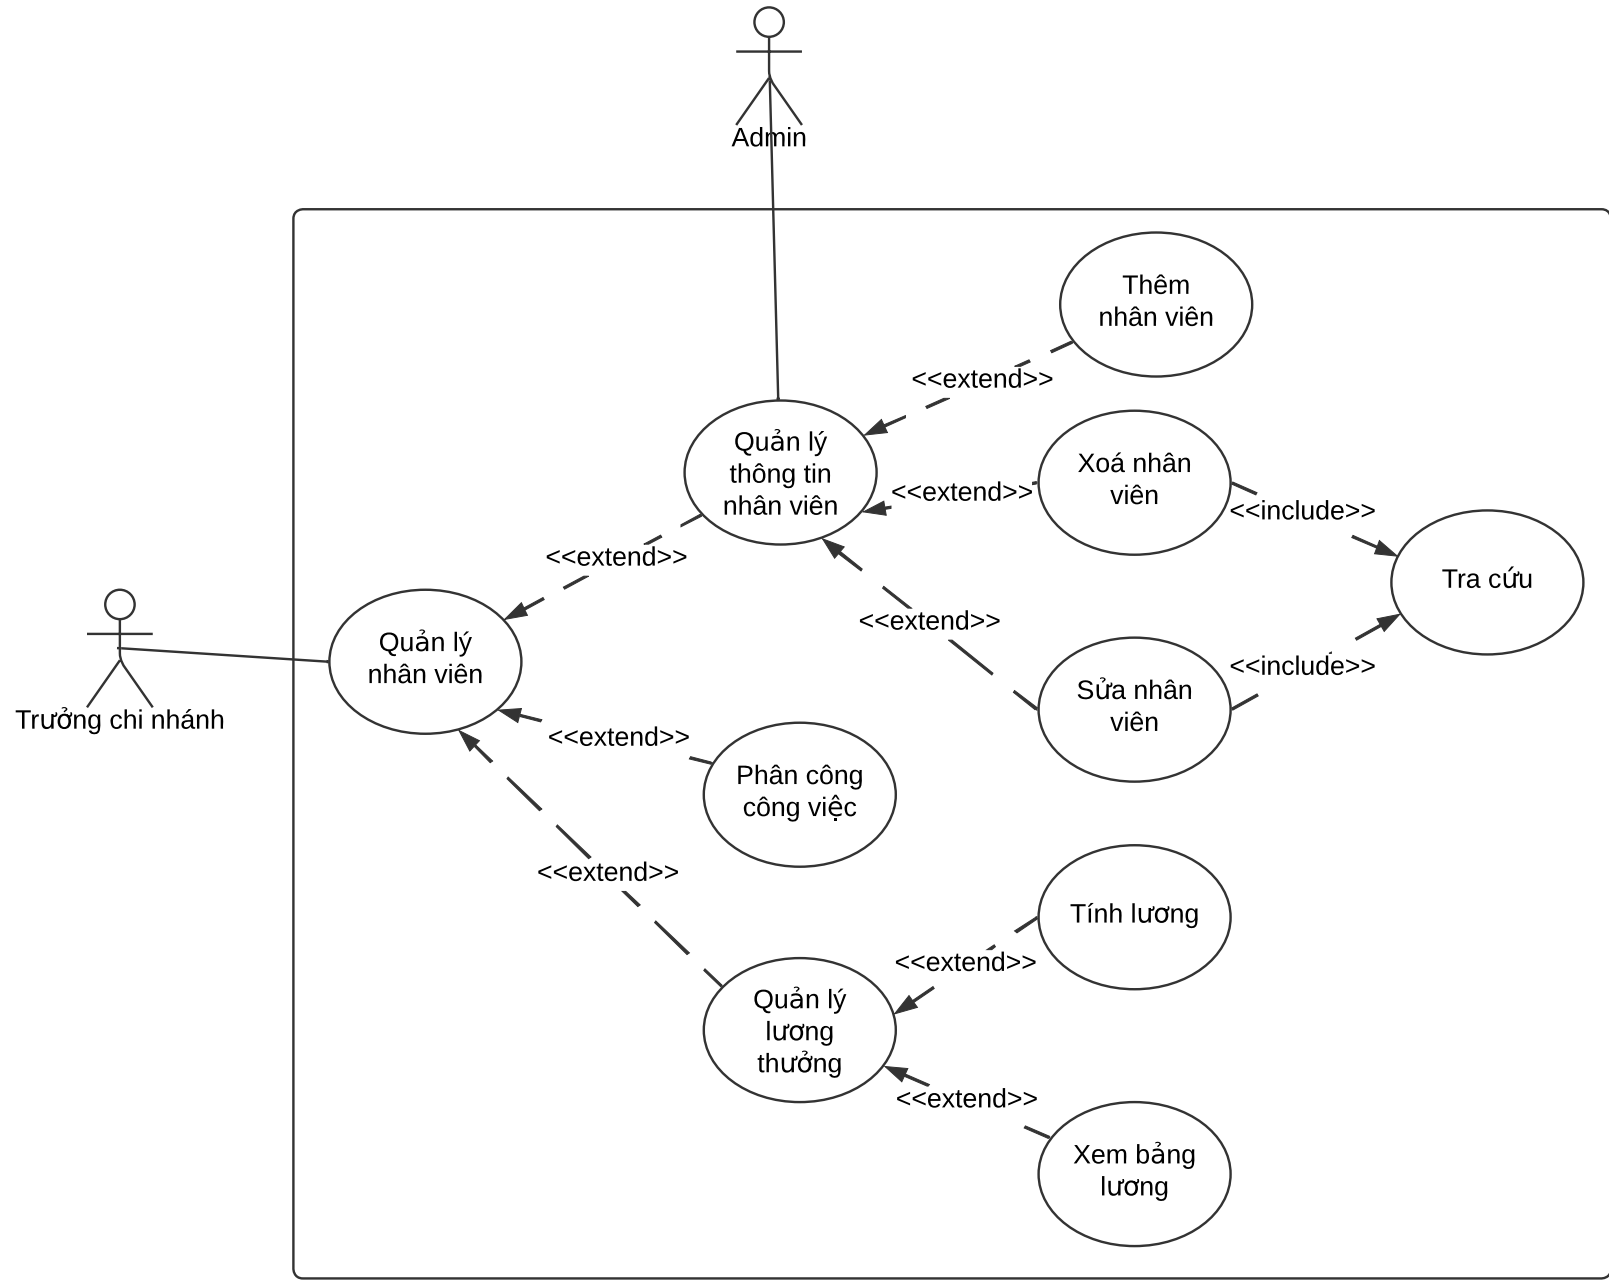 Admin
Thêm
nhân viên
<<extend>>
Quản lý
thông tin
nhân viên
<<extend>>
Xoá nhân
viên
<<include>>
<<extend>>
Tra cứu
<<extend>>
Quản lý
nhân viên
<<include>>
Sửa nhân
viên
Trưởng chi nhánh
<<extend>>
Phân công
công việc
<<extend>>
Tính lương
<<extend>>
Quản lý
lương
thưởng
<<extend>>
Xem bảng
lương